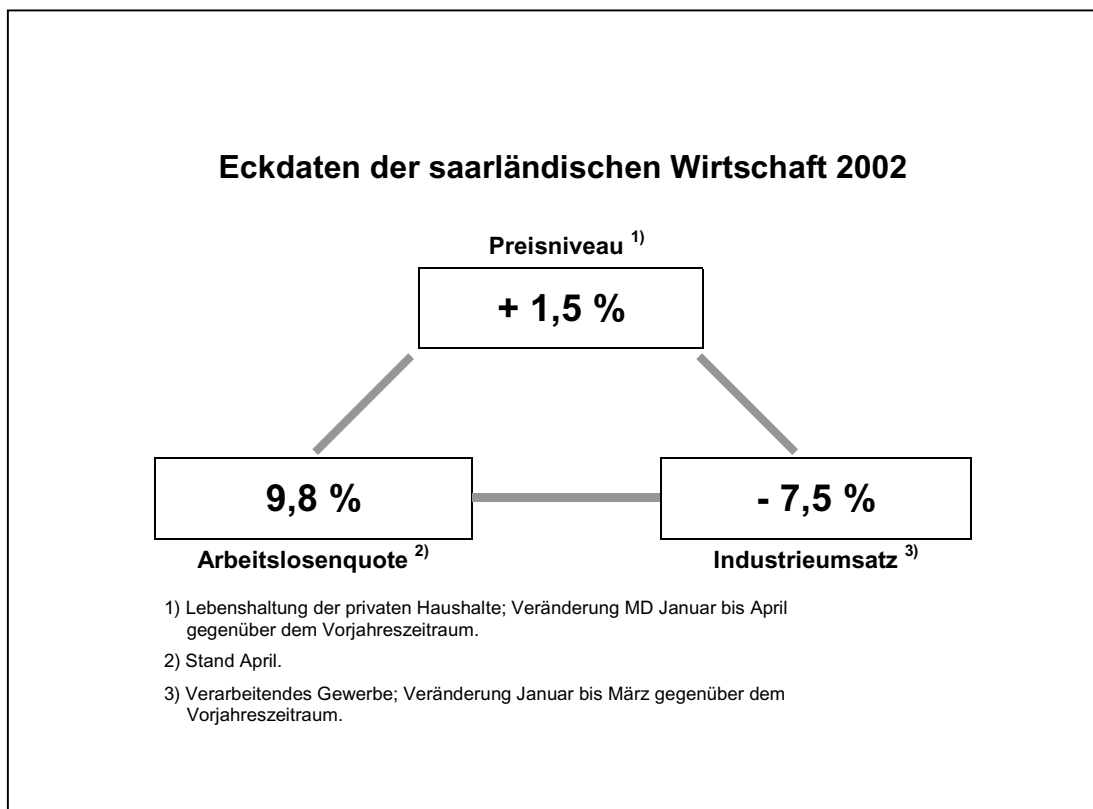 Eckdaten der saarländischen Wirtschaft 2002
Preisniveau 1)
+ 1,5 %
9,8 %
- 7,5 %
Arbeitslosenquote 2)
Industrieumsatz 3)
1) Lebenshaltung der privaten Haushalte; Veränderung MD Januar bis April
gegenüber dem Vorjahreszeitraum.
2) Stand April.
3) Verarbeitendes Gewerbe; Veränderung Januar bis März gegenüber dem
Vorjahreszeitraum.